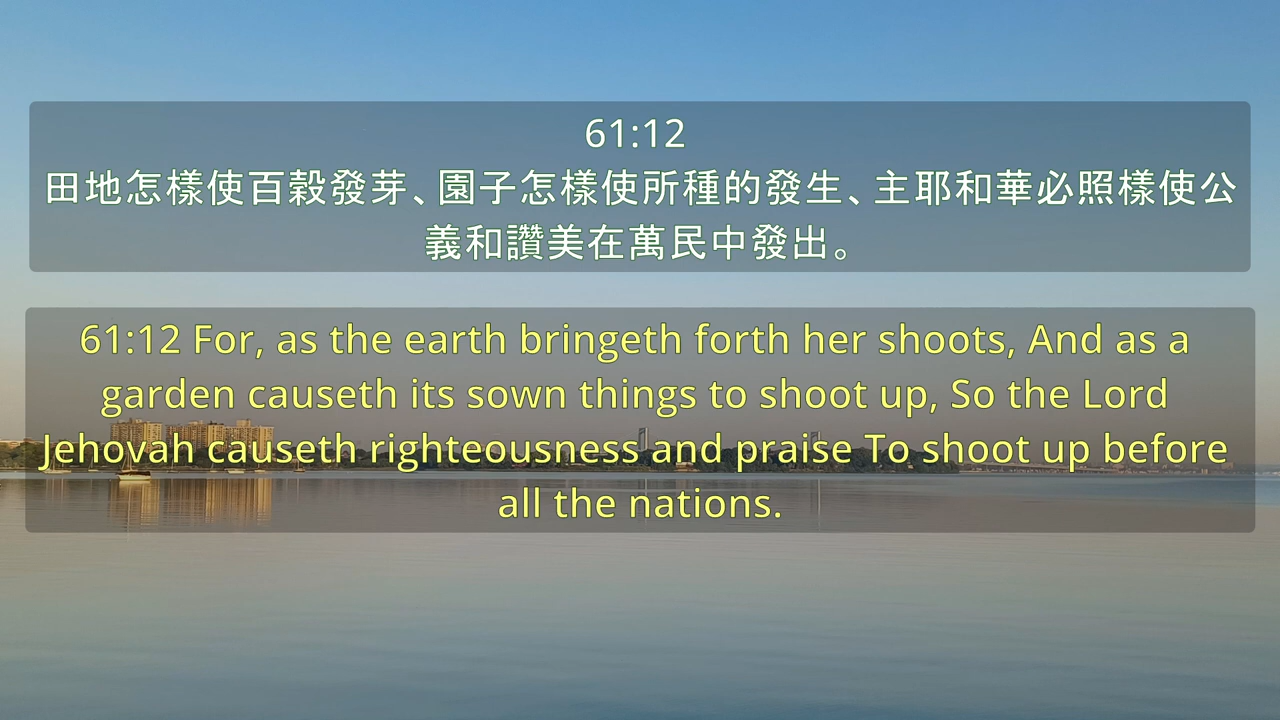 61:12
田地怎樣使百穀發芽、園子怎樣使所種的發生、主耶和華必照樣使公
義和讚美在萬民中發出。
61:12 For, as the earth bringeth forth her shoots, And as a
garden causeth its sown things to shoot up, So the Lord
Jehovah causeth righteousness and praise To shoot up before
all the nations.